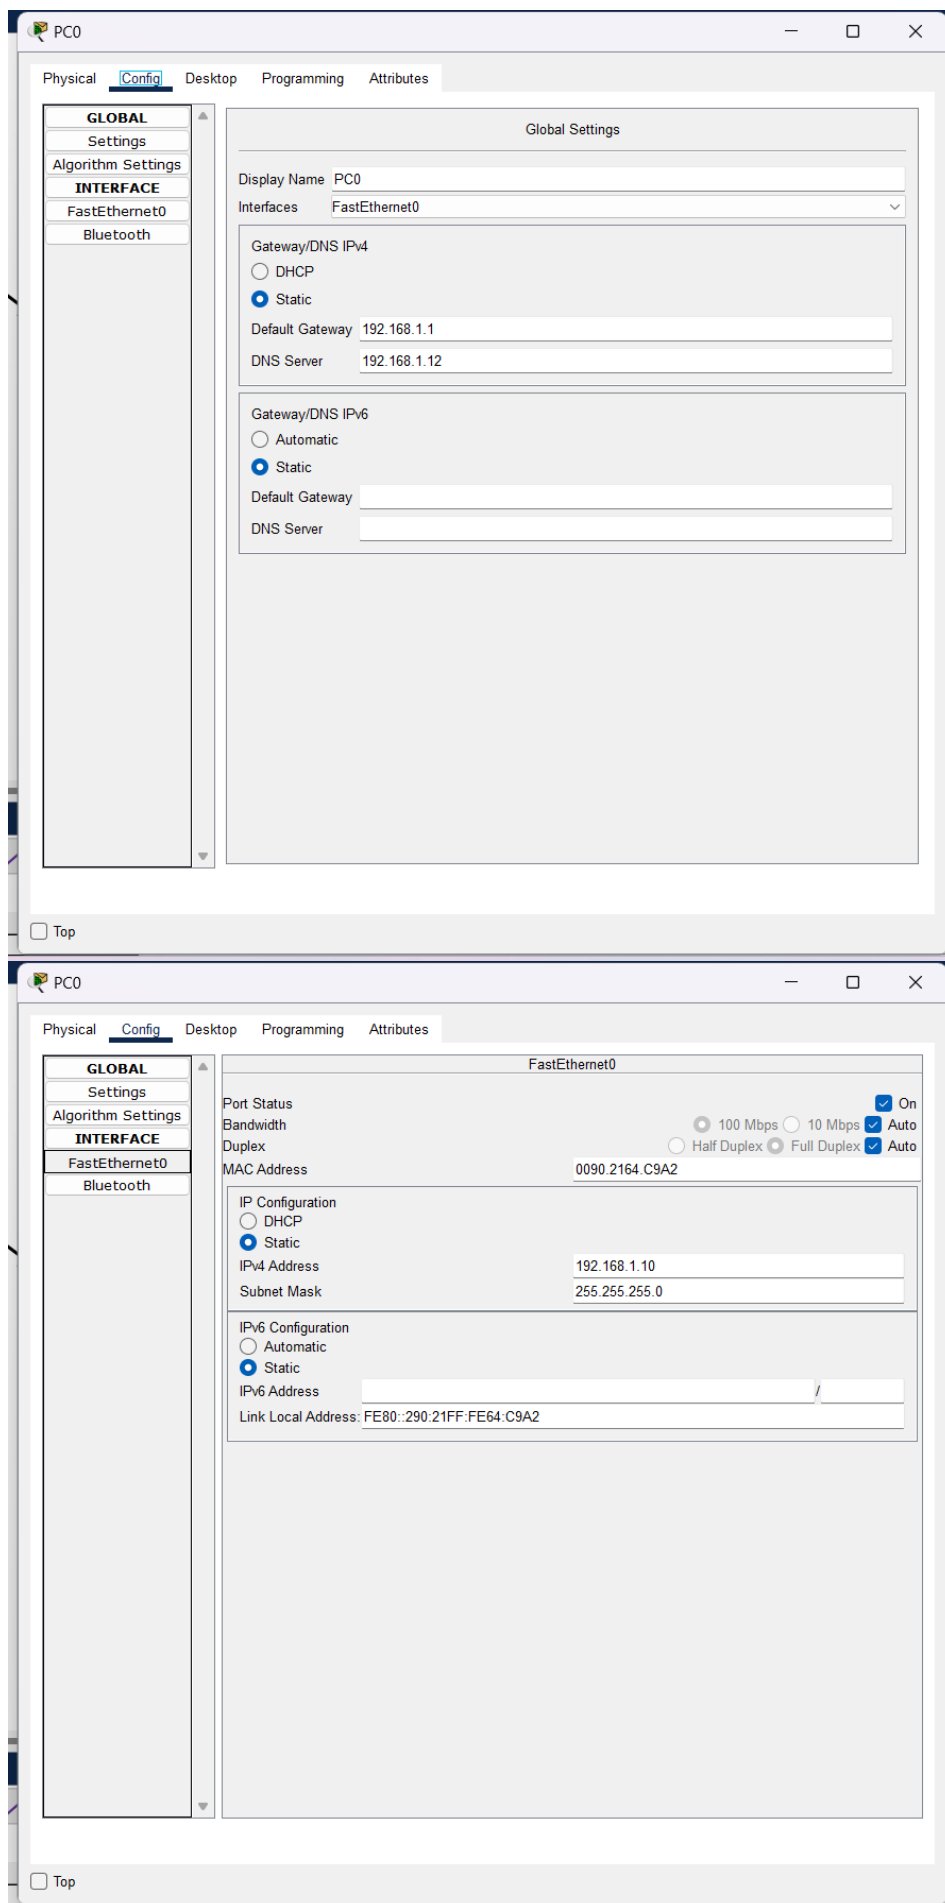 PC0
Physical Config Desktop Programming Attributes
GLOBAL
Settings
Algorithm Settings
INTERFACE
FastEthernet0
Bluetooth
Global Settings
Display Name PC0
Interfaces FastEthernet0
Gateway/DNS IPv4
DHCP
Static
Default Gateway 192.168.1.1
DNS Server 192.168.1.12
Gateway/DNS IPv6
Automatic
Static
Default Gateway
DNS Server
Top
PC0
Physical Config Desktop Programming Attributes
GLOBAL
Settings
Algorithm Settings
INTERFACE
FastEthernet0
Bluetooth
FastEthernet0
Port Status On
Bandwidth 100 Mbps 10 Mbps Auto
Duplex Half Duplex Full Duplex Auto
MAC Address 0090.2164.C9A2
IP Configuration
DHCP
Static
IPv4 Address 192.168.1.10
Subnet Mask 255.255.255.0
IPv6 Configuration
Automatic
Static
IPv6 Address /
Link Local Address: FE80::290:21FF:FE64:C9A2
Top